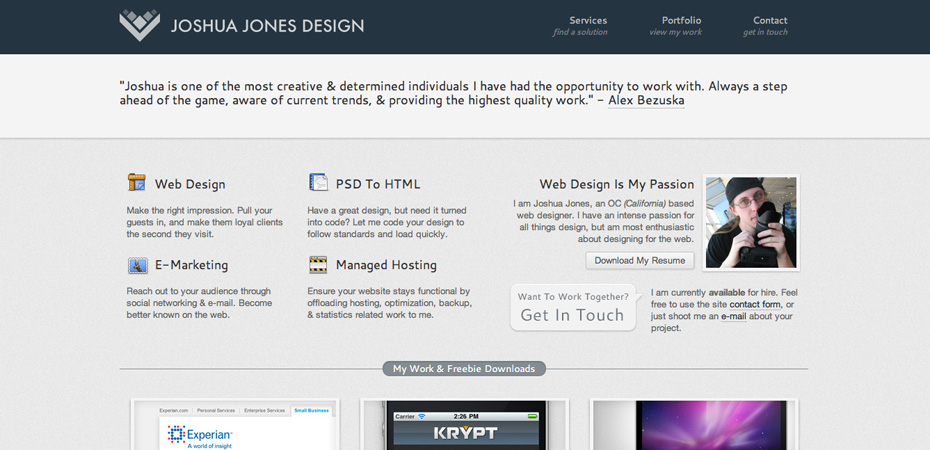 JOSHUA JONES DESIGN
Services
find a solution
Portfolio
view my work
Contact
get in touch
"Joshua is one of the most creative & determined individuals I have had the opportunity to work with. Always a step
ahead of the game, aware of current trends, & providing the highest quality work." - Alex Bezuska
Web Design
Make the right impression. Pull your
guests in, and make them loyal clients
the second they visit.
PSD To HTML
Have a great design, but need it turned
into code? Let me code your design to
follow standards and load quickly.
Web Design Is My Passion
I am Joshua Jones, an OC (California) based
web designer. I have an intense passion for
all things design, but am most enthusiastic
about designing for the web.
Download My Resume
E-Marketing
Reach out to your audience through
social networking & e-mail. Become
better known on the web.
Managed Hosting
Ensure your website stays functional by
offloading hosting, optimization, backup,
& statistics related work to me.
Want To Work Together?
Get In Touch
I am currently available for hire. Feel
free to use the site contact form, or
just shoot me an e-mail about your
project.
My Work & Freebie Downloads
Experian.com | Personal Services | Enterprise Services | Small Business
Experian
A world of insight
Carrier 2:26 PM
KRYPT